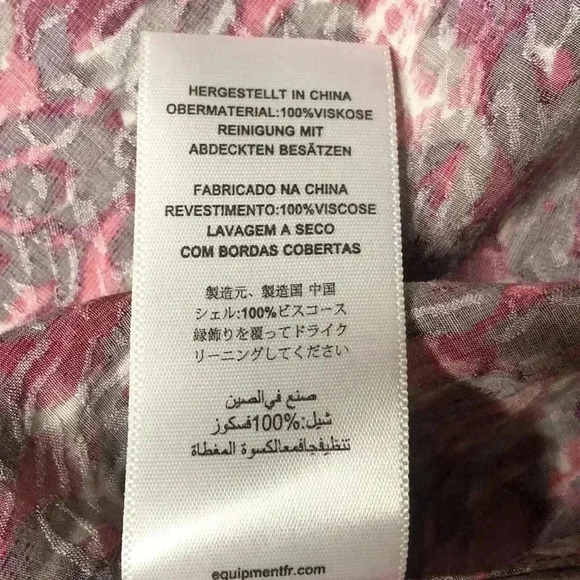 HERGESTELLT IN CHINA
OBERMATERIAL:100%VISKOSE
REINIGUNG MIT
ABDECKTEN BESÄTZEN
FABRICADO NA CHINA
REVESTIMENTO:100%VISCOSE
LAVAGEM A SECO
COM BORDAS COBERTAS
製造元、製造国 中国
シェル:100%ビスコース
縁飾りを覆ってドライク
リーニングしてください
صنع في الصين
شيل:100%فسكوز
تنظيفجافمعالكسوة المغطاة
equipmentfr.com